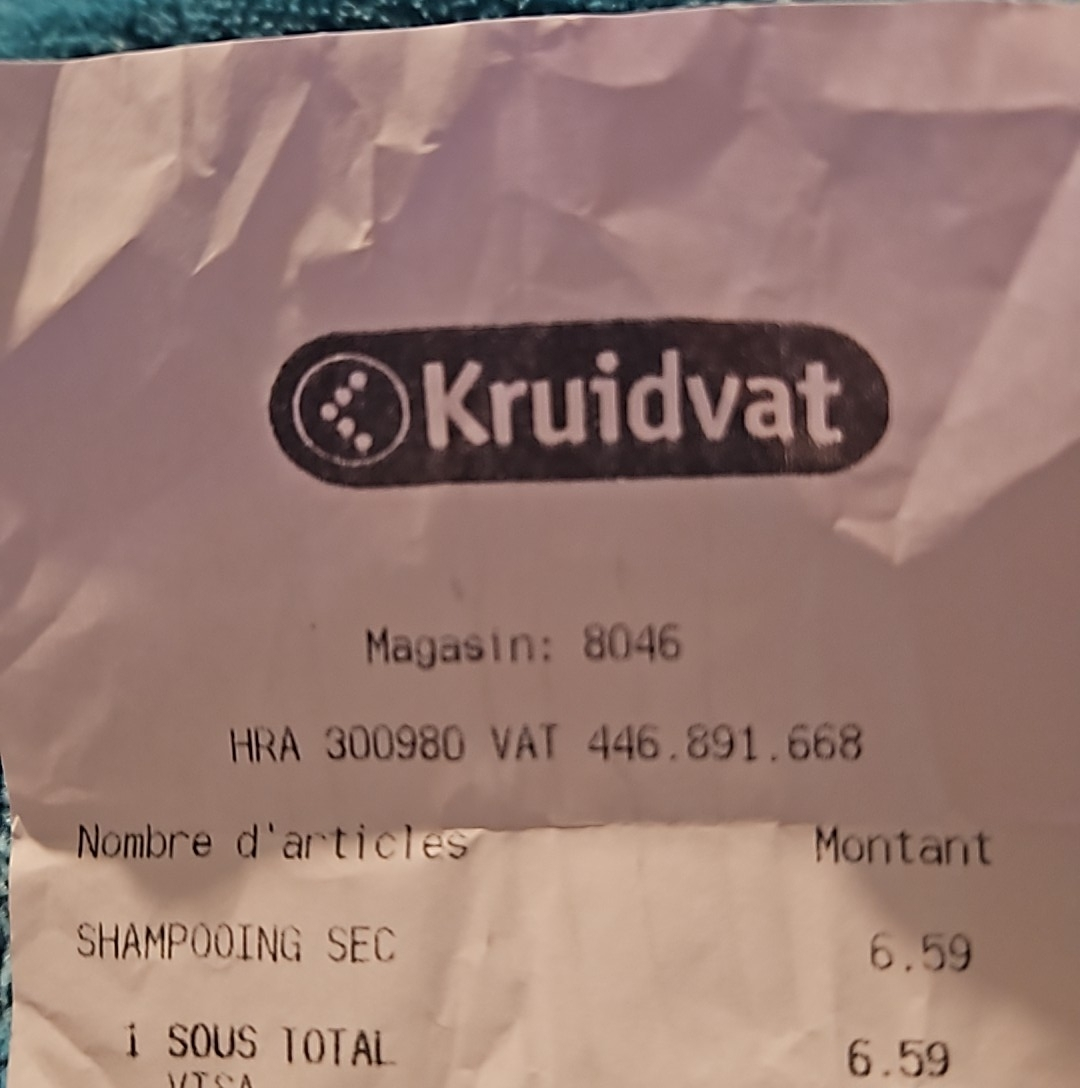 Kruidvat
Magasin: 8046
HRA 300980 VAT 446.891.668
Nombre d'articles Montant
SHAMPOOING SEC 6.59
1 SOUS TOTAL 6.59
VISA